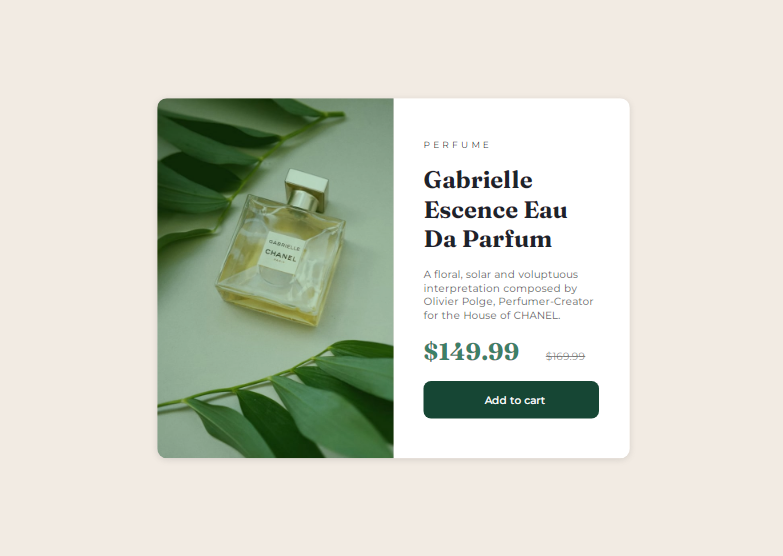 GABRIELLE
CHANEL
PERFUME
Gabrielle
Escence Eau
Da Parfum
A floral, solar and voluptuous
interpretation composed by
Olivier Polge, Perfumer-Creator
for the House of CHANEL.
$149.99 $169.99
Add to cart